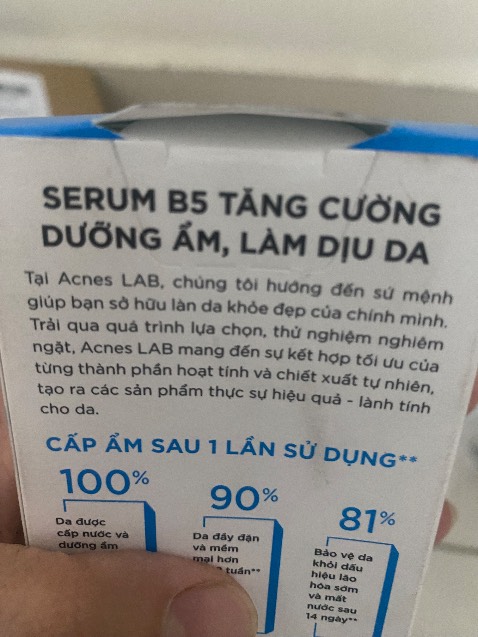 SERUM B5 TĂNG CƯỜNG
DƯỠNG ẨM, LÀM DỊU DA
Tại Acnes LAB, chúng tôi hướng đến sứ mệnh
giúp bạn sở hữu làn da khỏe đẹp của chính mình.
Trải qua quá trình lựa chọn, thử nghiệm nghiêm
ngặt, Acnes LAB mang đến sự kết hợp tối ưu của
từng thành phần hoạt tính và chiết xuất tự nhiên,
tạo ra các sản phẩm thực sự hiệu quả - lành tính
cho da.
CẤP ẨM SAU 1 LẦN SỬ DỤNG**
100%
Da được
cấp nước và
dưỡng ẩm
90%
Da đầy đặn
và mềm
mại hơn
tuần**
81%
Bảo vệ da
khỏi dấu
hiệu lão
hóa sớm
và mất
nước sau
14 ngày**